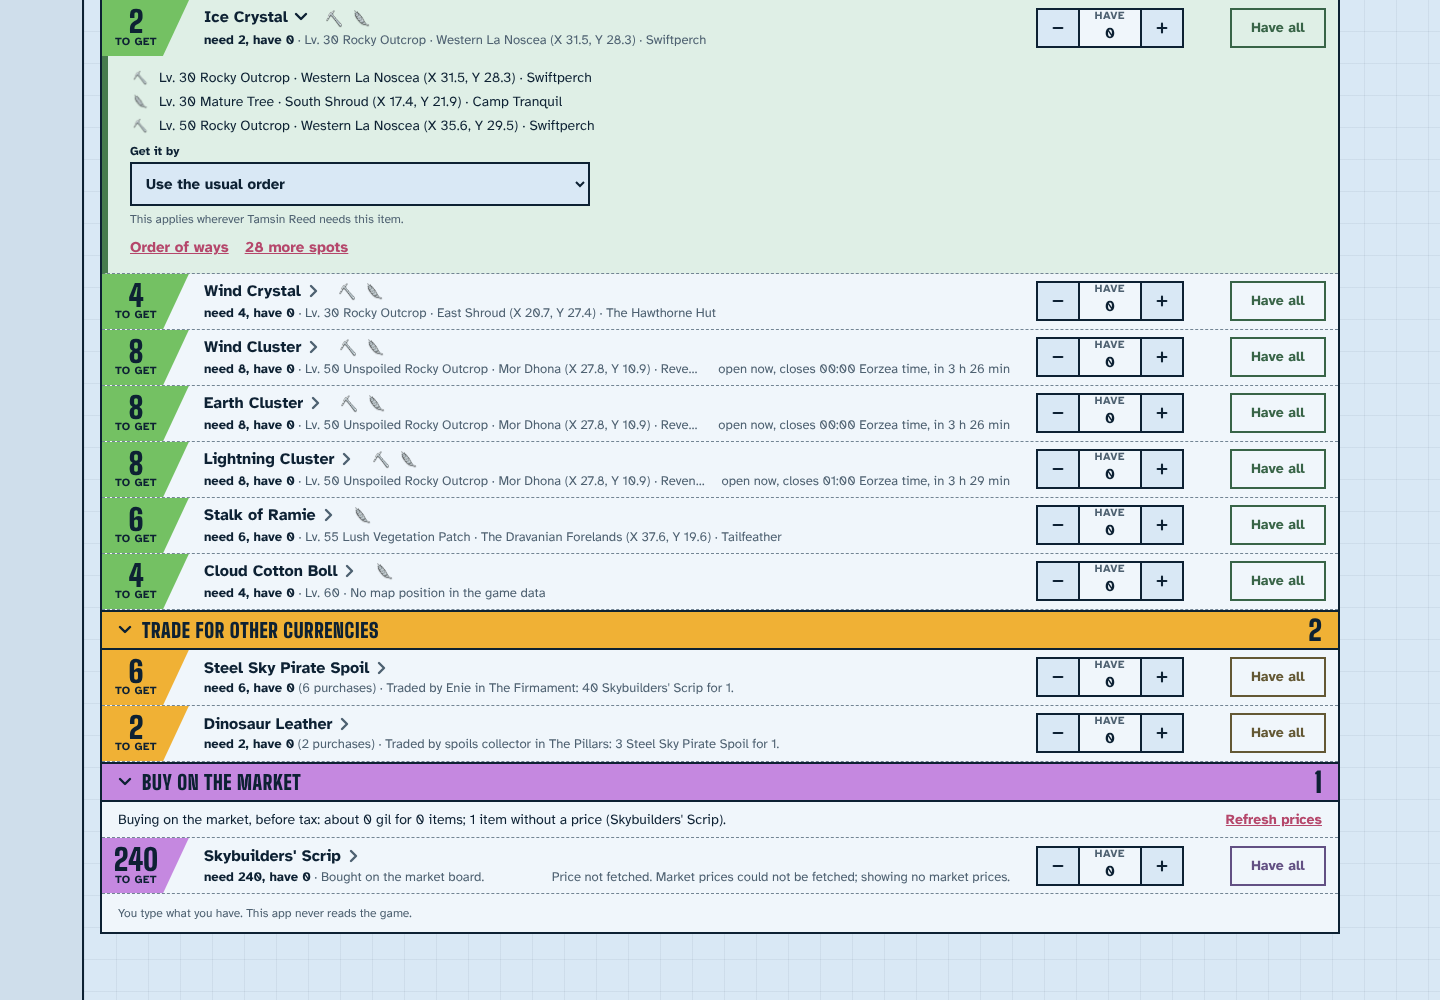 2
TO GET
Ice Crystal
need 2, have 0 · Lv. 30 Rocky Outcrop · Western La Noscea (X 31.5, Y 28.3) · Swiftperch
−
HAVE
0
+
Have all
Lv. 30 Rocky Outcrop · Western La Noscea (X 31.5, Y 28.3) · Swiftperch
Lv. 30 Mature Tree · South Shroud (X 17.4, Y 21.9) · Camp Tranquil
Lv. 50 Rocky Outcrop · Western La Noscea (X 35.6, Y 29.5) · Swiftperch
Get it by
Use the usual order
This applies wherever Tamsin Reed needs this item.
Order of ways 28 more spots
4
TO GET
Wind Crystal
need 4, have 0 · Lv. 30 Rocky Outcrop · East Shroud (X 20.7, Y 27.4) · The Hawthorne Hut
−
HAVE
0
+
Have all
8
TO GET
Wind Cluster
need 8, have 0 · Lv. 50 Unspoiled Rocky Outcrop · Mor Dhona (X 27.8, Y 10.9) · Reve... open now, closes 00:00 Eorzea time, in 3 h 26 min
−
HAVE
0
+
Have all
8
TO GET
Earth Cluster
need 8, have 0 · Lv. 50 Unspoiled Rocky Outcrop · Mor Dhona (X 27.8, Y 10.9) · Reve... open now, closes 00:00 Eorzea time, in 3 h 26 min
−
HAVE
0
+
Have all
8
TO GET
Lightning Cluster
need 8, have 0 · Lv. 50 Unspoiled Rocky Outcrop · Mor Dhona (X 27.8, Y 10.9) · Reven... open now, closes 01:00 Eorzea time, in 3 h 29 min
−
HAVE
0
+
Have all
6
TO GET
Stalk of Ramie
need 6, have 0 · Lv. 55 Lush Vegetation Patch · The Dravanian Forelands (X 37.6, Y 19.6) · Tailfeather
−
HAVE
0
+
Have all
4
TO GET
Cloud Cotton Boll
need 4, have 0 · Lv. 60 · No map position in the game data
−
HAVE
0
+
Have all
TRADE FOR OTHER CURRENCIES 2
6
TO GET
Steel Sky Pirate Spoil
need 6, have 0 (6 purchases) · Traded by Enie in The Firmament: 40 Skybuilders' Scrip for 1.
−
HAVE
0
+
Have all
2
TO GET
Dinosaur Leather
need 2, have 0 (2 purchases) · Traded by spoils collector in The Pillars: 3 Steel Sky Pirate Spoil for 1.
−
HAVE
0
+
Have all
BUY ON THE MARKET 1
Buying on the market, before tax: about 0 gil for 0 items; 1 item without a price (Skybuilders' Scrip). Refresh prices
240
TO GET
Skybuilders' Scrip
need 240, have 0 · Bought on the market board. Price not fetched. Market prices could not be fetched; showing no market prices.
−
HAVE
0
+
Have all
You type what you have. This app never reads the game.